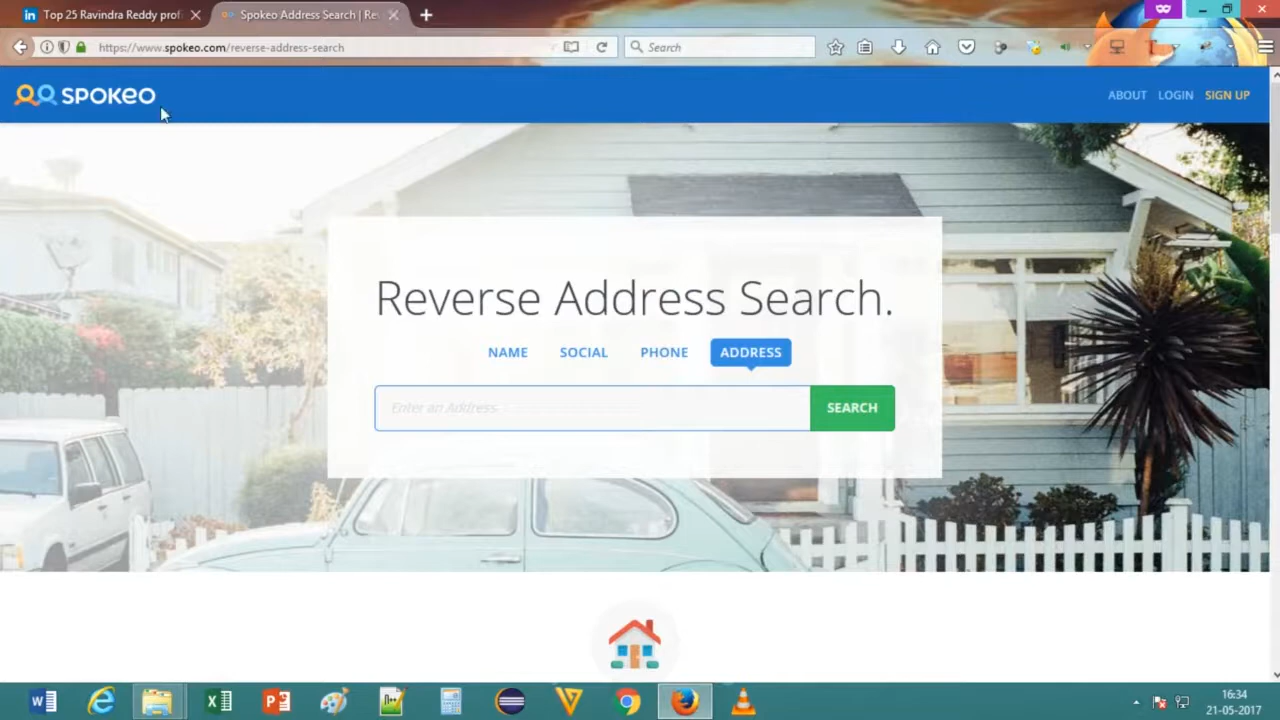 Top 25 Ravindra Reddy prof
Spokeo Address Search | Re
https://www.spokeo.com/reverse-address-search
Search
SPOKEO
ABOUT LOGIN SIGN UP
Reverse Address Search.
NAME SOCIAL PHONE ADDRESS
Enter an Address
SEARCH
16:34
21-05-2017